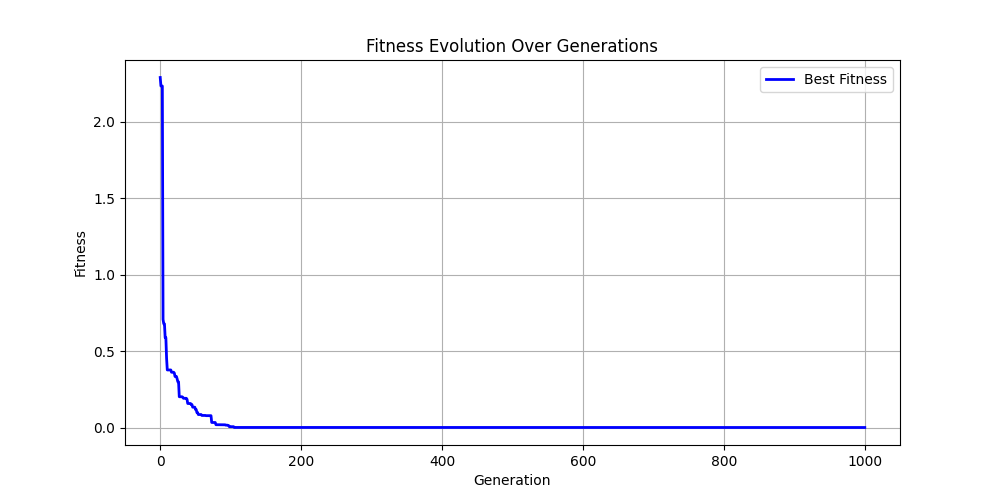 Fitness Evolution Over Generations
Best Fitness
Fitness
2.0
1.5
1.0
0.5
0.0
0 200 400 600 800 1000
Generation